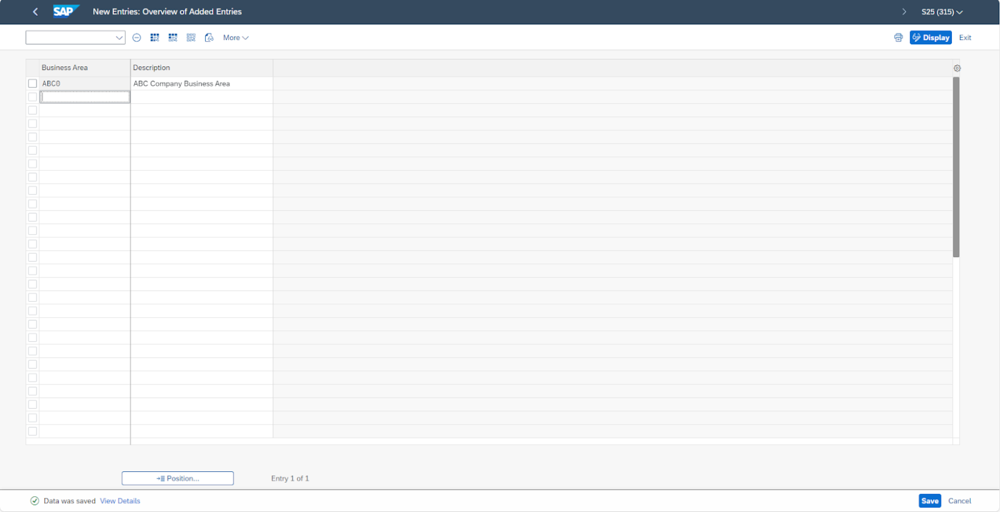 SAP New Entries: Overview of Added Entries S25 (315)
More Display Exit
Business Area Description
ABC0 ABC Company Business Area
Position... Entry 1 of 1
Data was saved View Details Save Cancel